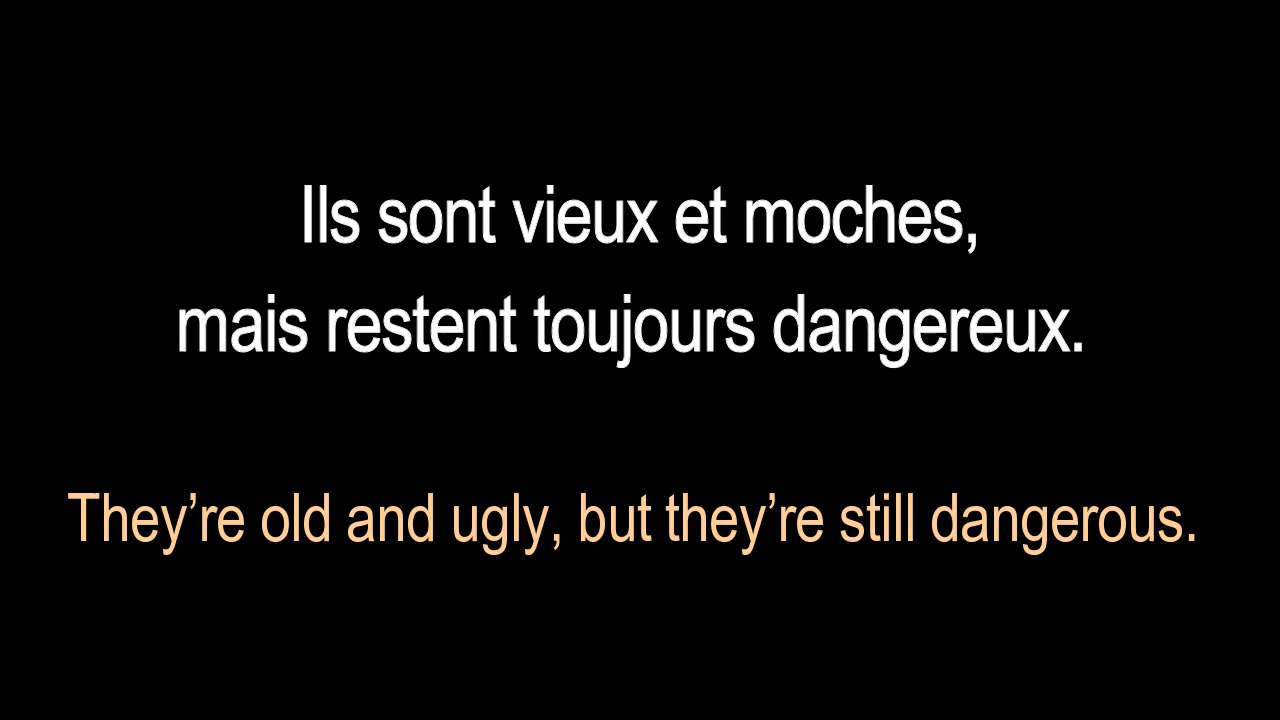 Ils sont vieux et moches,
mais restent toujours dangereux.
They’re old and ugly, but they’re still dangerous.